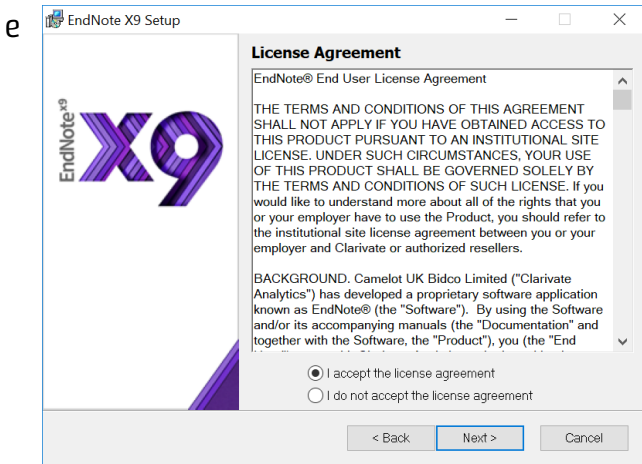 e
EndNote X9 Setup
License Agreement
EndNote® End User License Agreement
THE TERMS AND CONDITIONS OF THIS AGREEMENT
SHALL NOT APPLY IF YOU HAVE OBTAINED ACCESS TO
THIS PRODUCT PURSUANT TO AN INSTITUTIONAL SITE
LICENSE. UNDER SUCH CIRCUMSTANCES, YOUR USE
OF THIS PRODUCT SHALL BE GOVERNED SOLELY BY
THE TERMS AND CONDITIONS OF SUCH LICENSE. If you
would like to understand more about all of the rights that you
or your employer have to use the Product, you should refer to
the institutional site license agreement between you or your
employer and Clarivate or authorized resellers.
BACKGROUND. Camelot UK Bidco Limited ("Clarivate
Analytics") has developed a proprietary software application
known as EndNote® (the "Software"). By using the Software
and/or its accompanying manuals (the "Documentation" and
together with the Software, the "Product"), you (the "End
EndNote x9
X9
I accept the license agreement
I do not accept the license agreement
< Back
Next >
Cancel